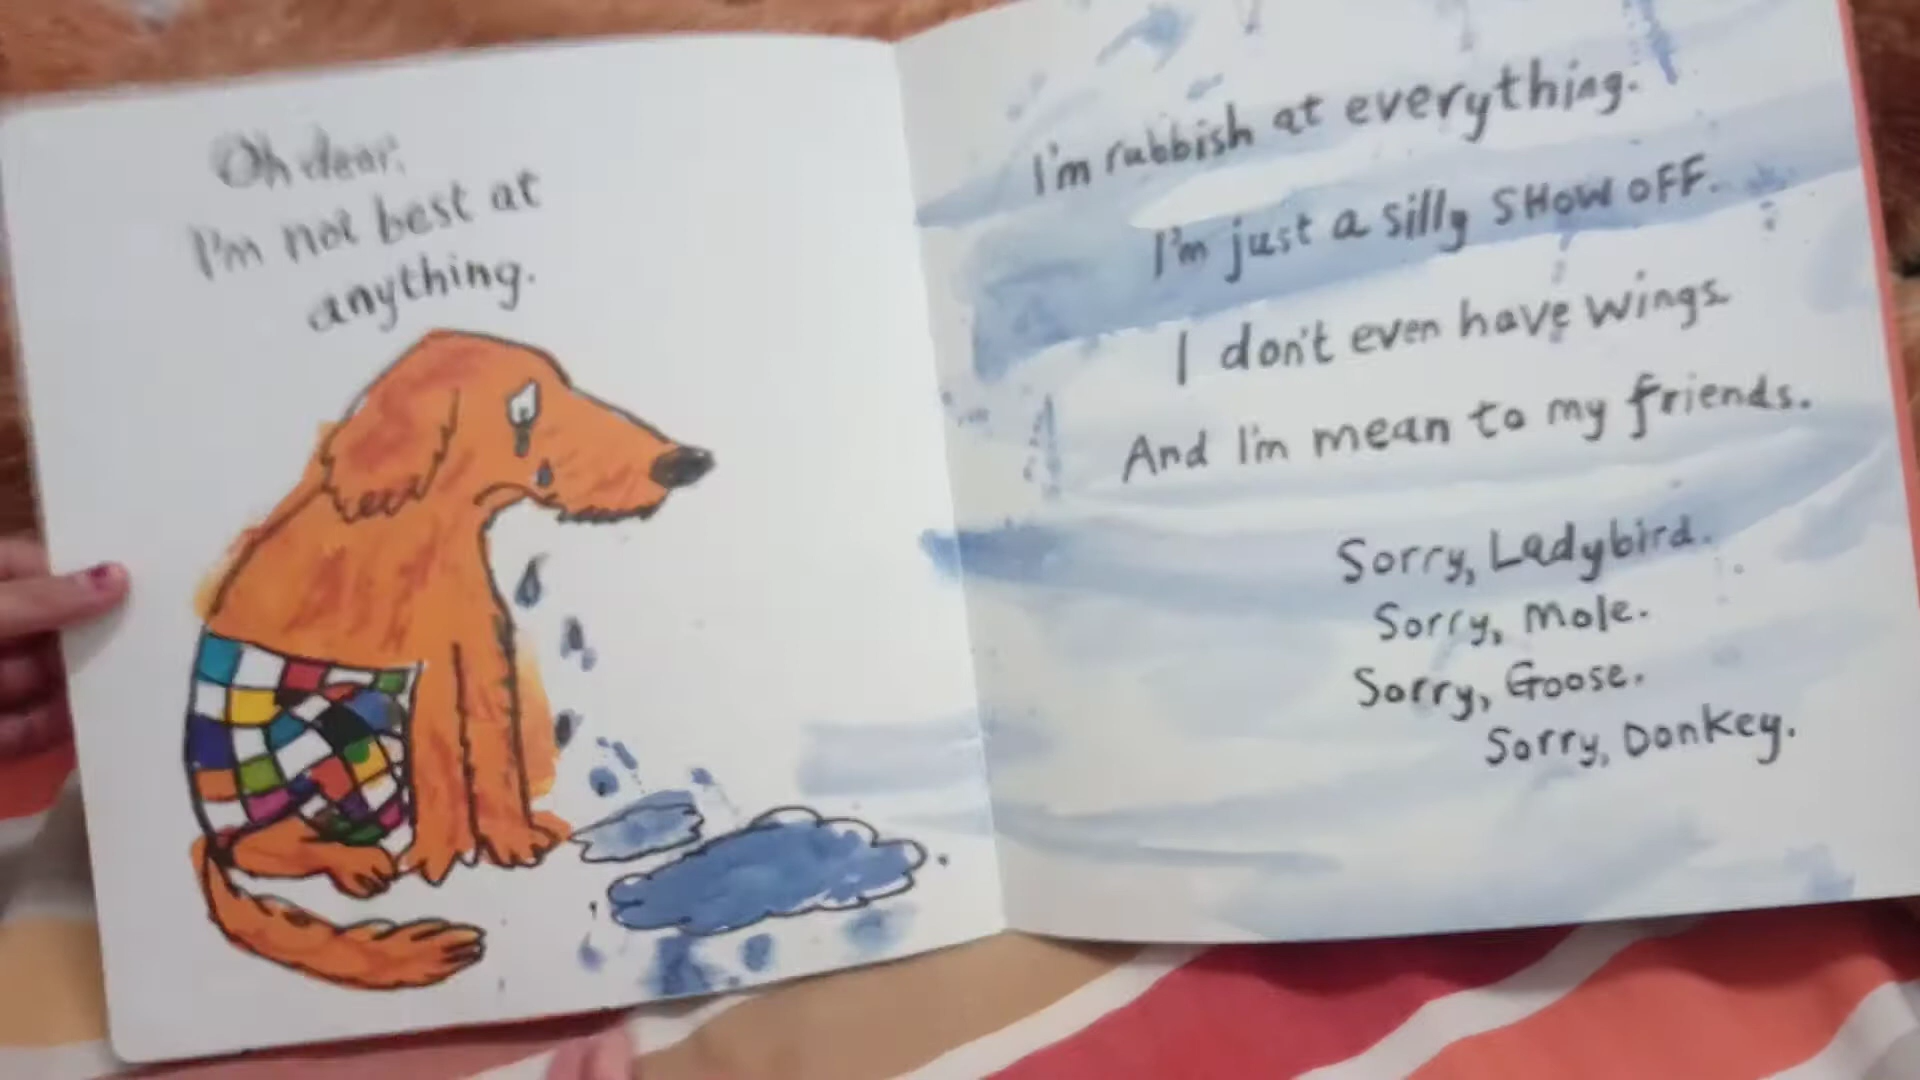 Oh dear.
I'm not best at
anything.
I'm rubbish at everything.
I'm just a silly SHOW OFF.
I don't even have wings.
And I'm mean to my friends.
Sorry, Ladybird.
Sorry, Mole.
Sorry, Goose.
Sorry, Donkey.